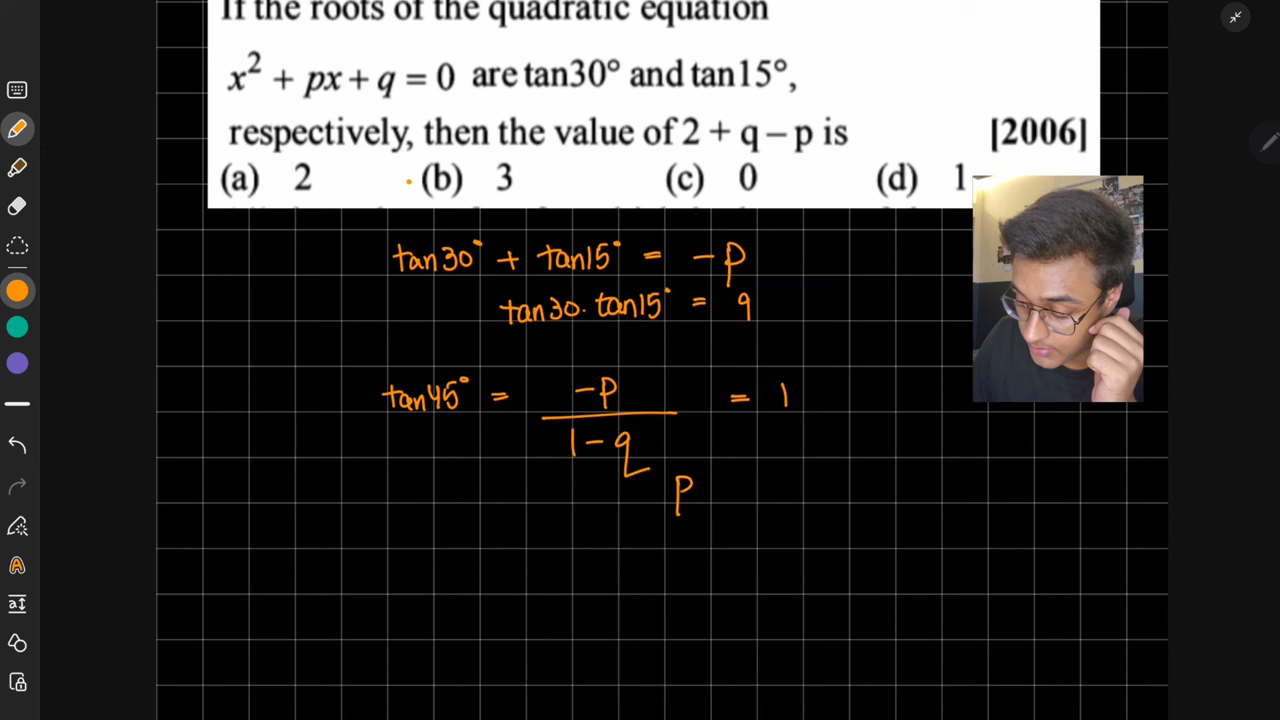 If the roots of the quadratic equation
x² + px + q = 0 are tan30° and tan15°,
respectively, then the value of 2 + q – p is [2006]
(a) 2 (b) 3 (c) 0 (d) 1
tan30° + tan15° = -p
tan30. tan15° = q
tan45° = -p / 1-q = 1
p